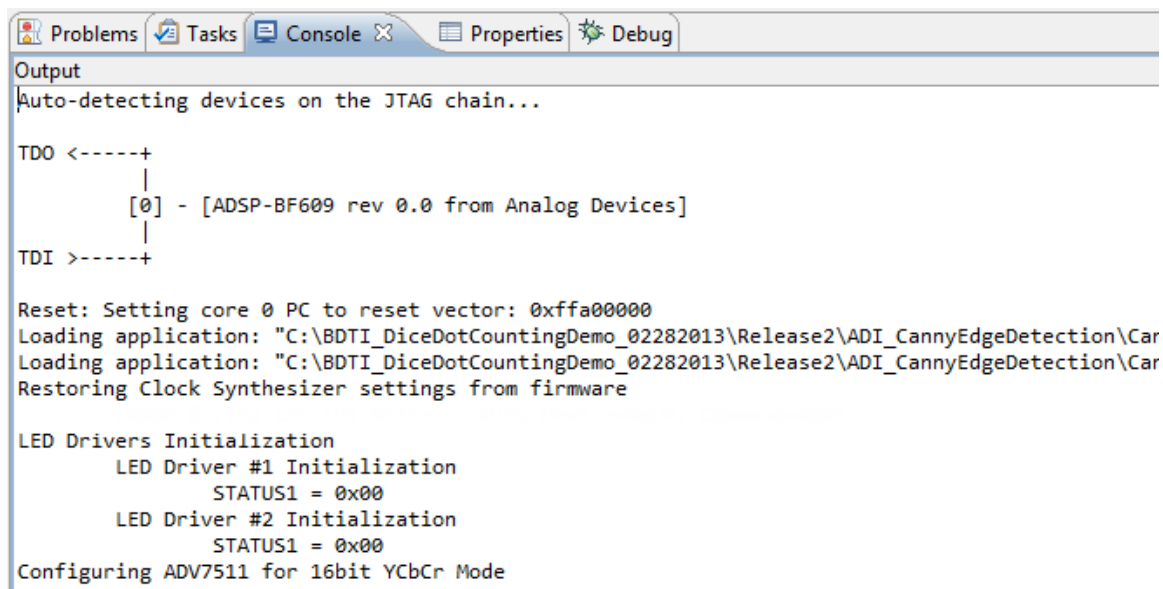 Problems Tasks Console Properties Debug
Output
Auto-detecting devices on the JTAG chain...
TDO <-----+
|
[0] - [ADSP-BF609 rev 0.0 from Analog Devices]
|
TDI >-----+
Reset: Setting core 0 PC to reset vector: 0xffa00000
Loading application: "C:\BDTI_DiceDotCountingDemo_02282013\Release2\ADI_CannyEdgeDetection\Can
Loading application: "C:\BDTI_DiceDotCountingDemo_02282013\Release2\ADI_CannyEdgeDetection\Can
Restoring Clock Synthesizer settings from firmware
LED Drivers Initialization
LED Driver #1 Initialization
STATUS1 = 0x00
LED Driver #2 Initialization
STATUS1 = 0x00
Configuring ADV7511 for 16bit YCbCr Mode